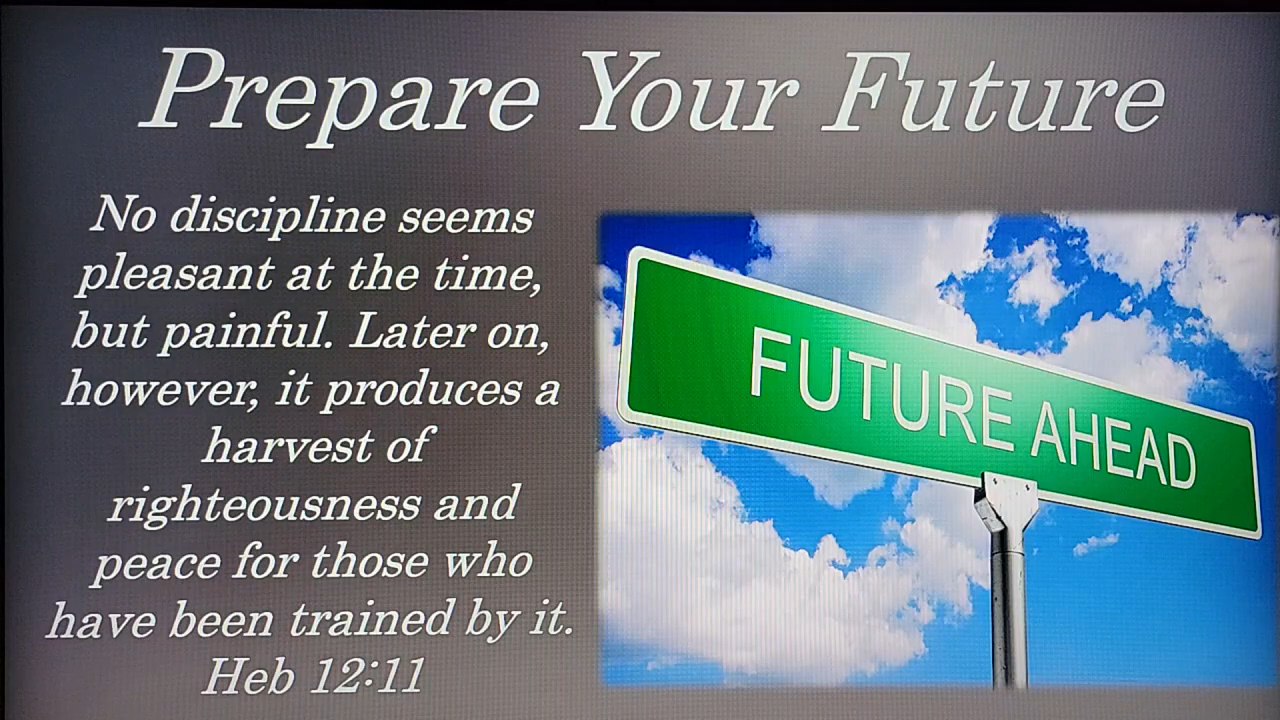 Prepare Your Future
No discipline seems
pleasant at the time,
but painful. Later on,
however, it produces a
harvest of
righteousness and
peace for those who
have been trained by it.
Heb 12:11
FUTURE AHEAD